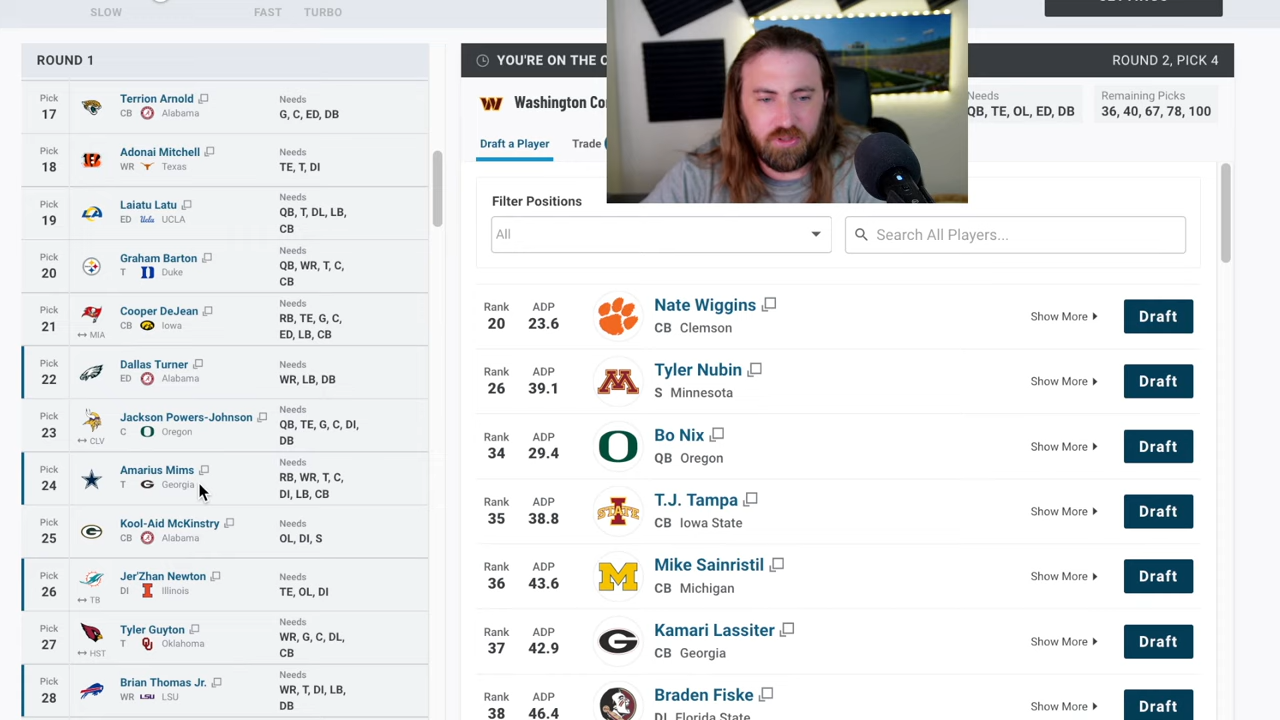 SLOW FAST TURBO
ROUND 1
Pick 17 Terrion Arnold CB Alabama Needs G, C, ED, DB
Pick 18 Adonai Mitchell WR Texas Needs TE, T, DI
Pick 19 Laiatu Latu ED Ucla UCLA Needs QB, T, DL, LB, CB
Pick 20 Graham Barton T Duke Needs QB, WR, T, C, CB
Pick 21 MIA Cooper DeJean CB Iowa Needs RB, TE, G, C, ED, LB, CB
Pick 22 Dallas Turner ED Alabama Needs WR, LB, DB
Pick 23 CLV Jackson Powers-Johnson C Oregon Needs QB, TE, G, C, DI, DB
Pick 24 Amarius Mims T Georgia Needs RB, WR, T, C, DI, LB, CB
Pick 25 Kool-Aid McKinstry CB Alabama Needs OL, DI, S
Pick 26 TB Jer'Zhan Newton DI Illinois Needs TE, OL, DI
Pick 27 HST Tyler Guyton T Oklahoma Needs WR, G, C, DL, CB
Pick 28 Brian Thomas Jr. WR LSU LSU Needs WR, T, DI, LB, DB
YOU'RE ON THE C
ROUND 2, PICK 4
Washington Co
Needs
QB, TE, OL, ED, DB
Remaining Picks
36, 40, 67, 78, 100
Draft a Player Trade
Filter Positions
All
Search All Players...
Rank 20 ADP 23.6 Nate Wiggins CB Clemson Show More Draft
Rank 26 ADP 39.1 Tyler Nubin S Minnesota Show More Draft
Rank 34 ADP 29.4 Bo Nix QB Oregon Show More Draft
Rank 35 ADP 38.8 STATE T.J. Tampa CB Iowa State Show More Draft
Rank 36 ADP 43.6 Mike Sainristil CB Michigan Show More Draft
Rank 37 ADP 42.9 Kamari Lassiter CB Georgia Show More Draft
Rank 38 ADP 46.4 Braden Fiske DI Florida State Show More Draft